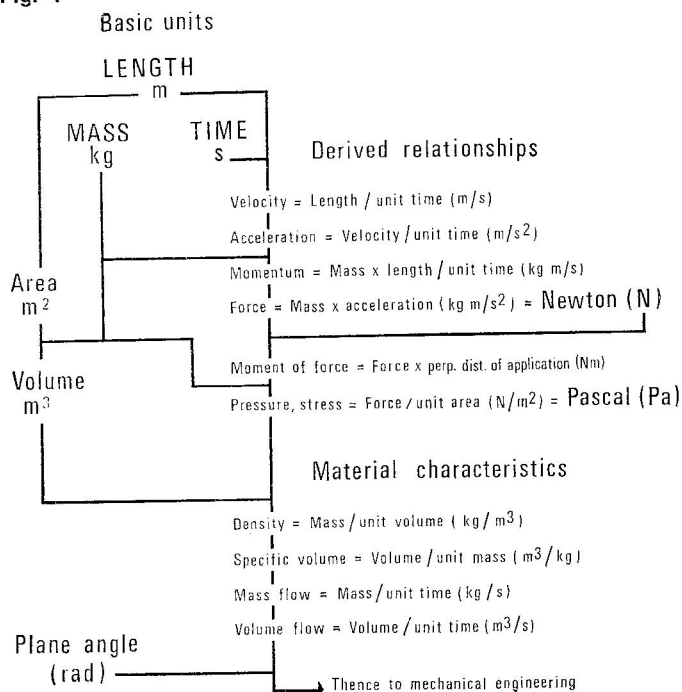 Basic units
LENGTH
m
MASS
kg
TIME
s
Derived relationships
Velocity = Length / unit time (m/s)
Acceleration = Velocity / unit time (m/s²)
Momentum = Mass x length / unit time (kg m/s)
Force = Mass x acceleration (kg m/s²) = Newton (N)
Area
m²
Moment of force = Force x perp. dist. of application (Nm)
Pressure, stress = Force / unit area (N/m²) = Pascal (Pa)
Volume
m³
Material characteristics
Density = Mass / unit volume (kg/m³)
Specific volume = Volume / unit mass (m³/kg)
Mass flow = Mass / unit time (kg/s)
Volume flow = Volume / unit time (m³/s)
Plane angle
(rad)
Thence to mechanical engineering